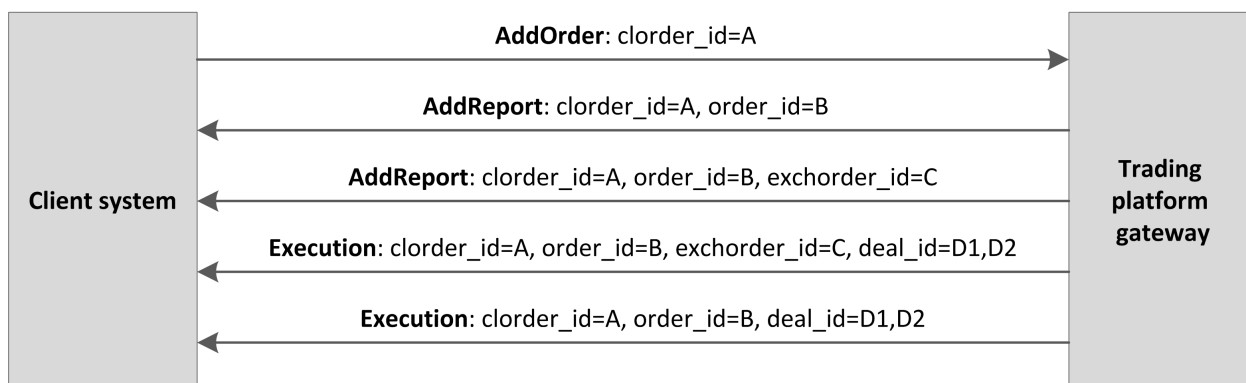 AddOrder: clorder_id=A
AddReport: clorder_id=A, order_id=B
AddReport: clorder_id=A, order_id=B, exchorder_id=C
Client system
Trading
platform
gateway
Execution: clorder_id=A, order_id=B, exchorder_id=C, deal_id=D1,D2
Execution: clorder_id=A, order_id=B, deal_id=D1,D2